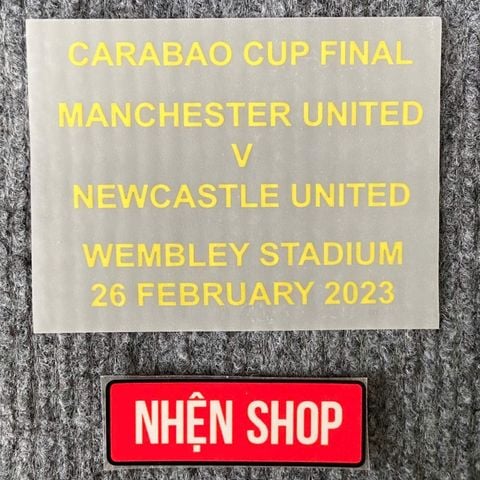 CARABAO CUP FINAL
MANCHESTER UNITED
V
NEWCASTLE UNITED
WEMBLEY STADIUM
26 FEBRUARY 2023
NHỆN SHOP